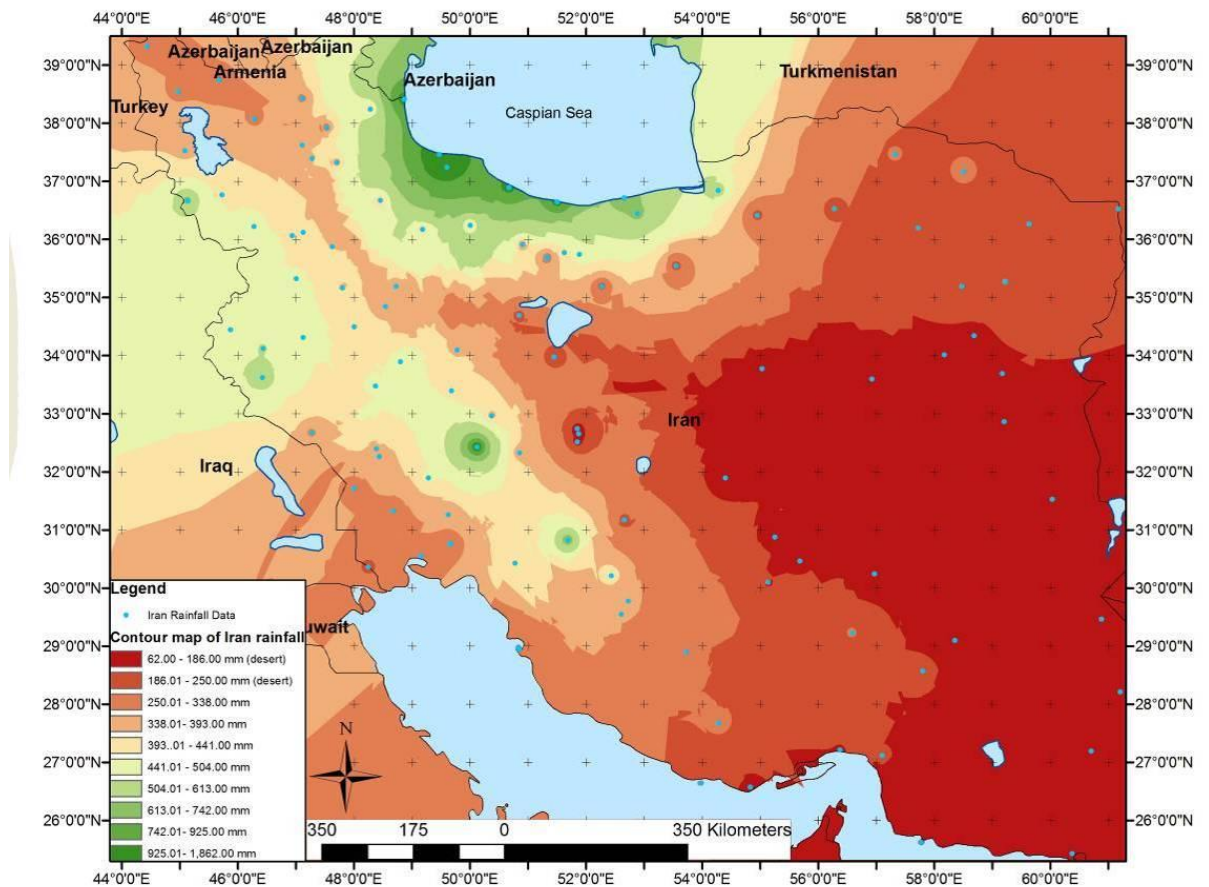 44°0'0"E 46°0'0"E 48°0'0"E 50°0'0"E 52°0'0"E 54°0'0"E 56°0'0"E 58°0'0"E 60°0'0"E
Azerbaijan Azerbaijan
39°0'0"N 39°0'0"N
Armenia Azerbaijan Turkmenistan
Turkey Caspian Sea
38°0'0"N 38°0'0"N
37°0'0"N 37°0'0"N
36°0'0"N 36°0'0"N
35°0'0"N 35°0'0"N
34°0'0"N 34°0'0"N
33°0'0"N Iran 33°0'0"N
Iraq
32°0'0"N 32°0'0"N
31°0'0"N 31°0'0"N
30°0'0"N 30°0'0"N
Legend
Iran Rainfall Data
uwait
29°0'0"N
Contour map of Iran rainfall
62.00 - 186.00 mm (desert)
186.01 - 250.00 mm (desert)
28°0'0"N
250.01 - 338.00 mm
338.01 - 393.00 mm
N
393..01 - 441.00 mm
27°0'0"N
441.01 - 504.00 mm
504.01 - 613.00 mm
613.01 - 742.00 mm
26°0'0"N
742.01- 925.00 mm
925.01- 1,862.00 mm
350 175 0 350 Kilometers
29°0'0"N
28°0'0"N
27°0'0"N
26°0'0"N
44°0'0"E 46°0'0"E 48°0'0"E 50°0'0"E 52°0'0"E 54°0'0"E 56°0'0"E 58°0'0"E 60°0'0"E